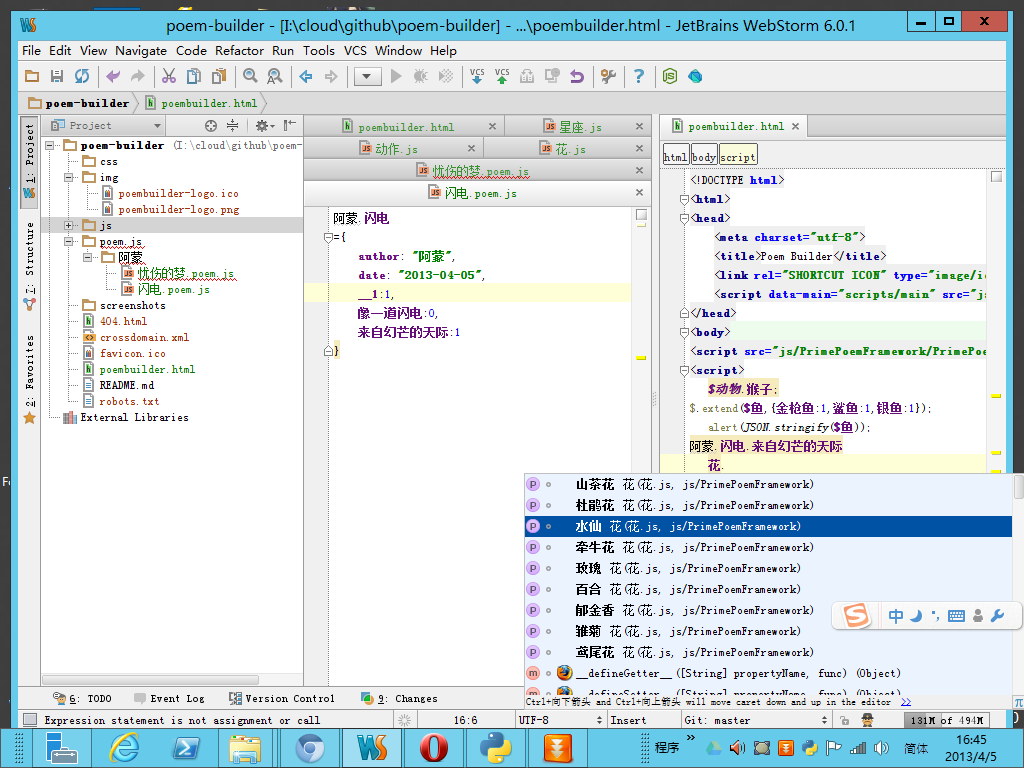 poem-builder - [I:\cloud\github\poem-builder] - ...\poembuilder.html - JetBrains WebStorm 6.0.1
File Edit View Navigate Code Refactor Run Tools VCS Window Help
poem-builder poembuilder.html
Project
poem-builder (I:\cloud\github\poem-
css
img
poembuilder-logo.ico
poembuilder-logo.png
js
poem.js
阿蒙
忧伤的梦.poem.js
闪电.poem.js
screenshots
404.html
crossdomain.xml
favicon.ico
poembuilder.html
README.md
robots.txt
External Libraries
1: Project
7: Structure
2: Favorites
poembuilder.html 星座.js
动作.js 花.js
忧伤的梦.poem.js
闪电.poem.js
阿蒙.闪电
={
author: "阿蒙",
date: "2013-04-05",
__1:1,
像一道闪电:0,
来自幻芒的天际:1
}
poembuilder.html
html body script
<!DOCTYPE html>
<html>
<head>
<meta charset="utf-8">
<title>Poem Builder</title>
<link rel="SHORTCUT ICON" type="image/ic
<script data-main="scripts/main" src="js
</head>
<body>
<script src="js/PrimePoemFramework/PrimePoe
<script>
$动物.猴子;
$.extend($鱼,{金枪鱼:1,鲨鱼:1,银鱼:1});
alert(JSON.stringify($鱼));
阿蒙.闪电.来自幻芒的天际
花.
山茶花 花(花.js, js/PrimePoemFramework)
杜鹃花 花(花.js, js/PrimePoemFramework)
水仙 花(花.js, js/PrimePoemFramework)
牵牛花 花(花.js, js/PrimePoemFramework)
玫瑰 花(花.js, js/PrimePoemFramework)
百合 花(花.js, js/PrimePoemFramework)
郁金香 花(花.js, js/PrimePoemFramework)
雏菊 花(花.js, js/PrimePoemFramework)
鸢尾花 花(花.js, js/PrimePoemFramework)
__defineGetter__([String] propertyName, func) (Object)
__defineSetter__([String] propertyName, func) (Object)
Ctrl+向下箭头 and Ctrl+向上箭头 will move caret down and up in the editor >>
中
6: TODO Event Log Version Control 9: Changes
Expression statement is not assignment or call 16:6 UTF-8 Insert Git: master 131M of 494M
程序 简体 16:45
2013/4/5